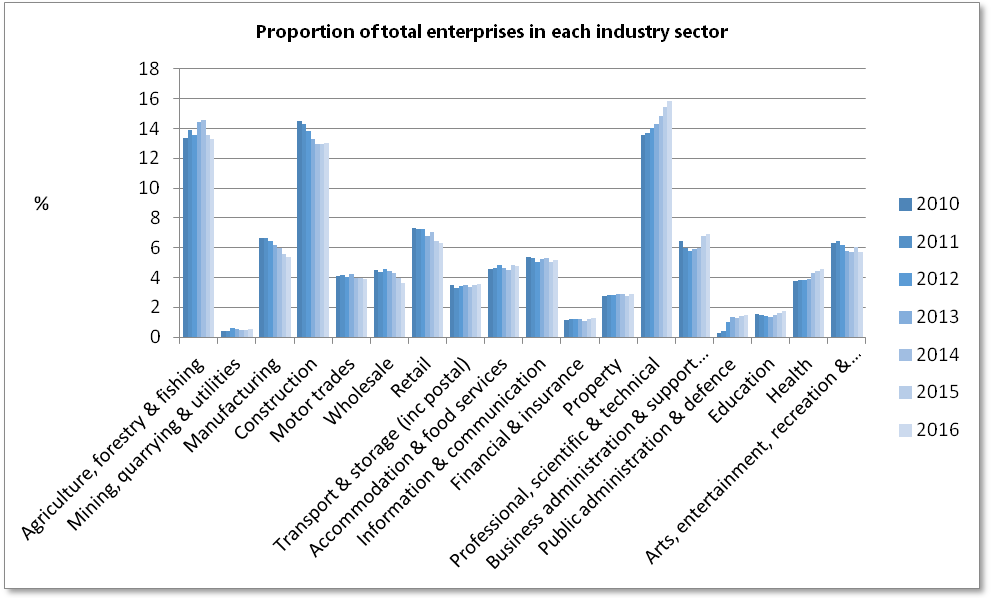 Proportion of total enterprises in each industry sector
18
16
14
12
10
8
6
4
2
0
%
Agriculture, forestry & fishing
Mining, quarrying & utilities
Manufacturing
Construction
Motor trades
Wholesale
Retail
Transport & storage (inc postal)
Accommodation & food services
Information & communication
Financial & insurance
Property
Professional, scientific & technical
Business administration & support...
Public administration & defence
Education
Health
Arts, entertainment, recreation &...
2010
2011
2012
2013
2014
2015
2016